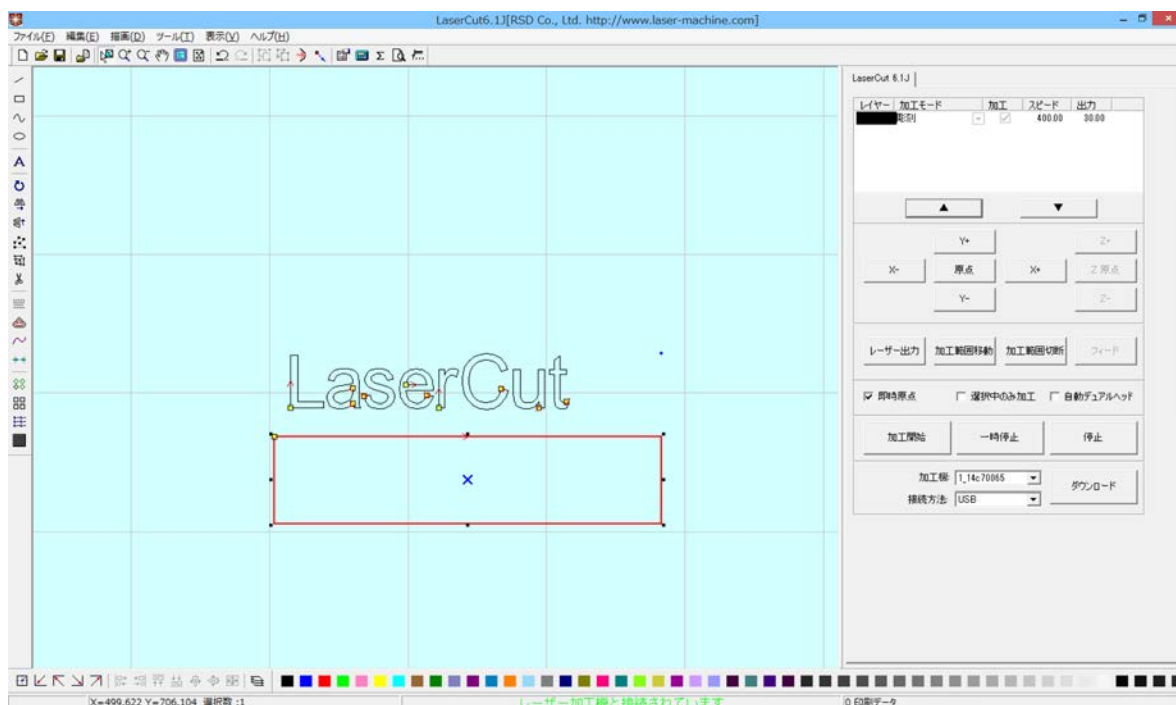 LaserCut6.1J[RSD Co., Ltd. http://www.laser-machine.com]
ファイル(F) 編集(E) 描画(D) ツール(T) 表示(V) ヘルプ(H)
LaserCut 6.1J
レイヤー 加工モード 加工 スピード 出力
彫刻 400.00 30.00
▲ ▼
Y+ Z+
X- 原点 X+ Z 原点
Y- Z-
レーザー出力 加工範囲移動 加工範囲切断 フィード
即時原点 選択中のみ加工 自動デュアルヘッド
LaserCut
加工開始 一時停止 停止
加工機: 1_14c70065
ダウンロード
接続方法: USB
X=499.622 Y=706.104 選択数 :1 レーザー加工機と接続されています 0 印刷データ